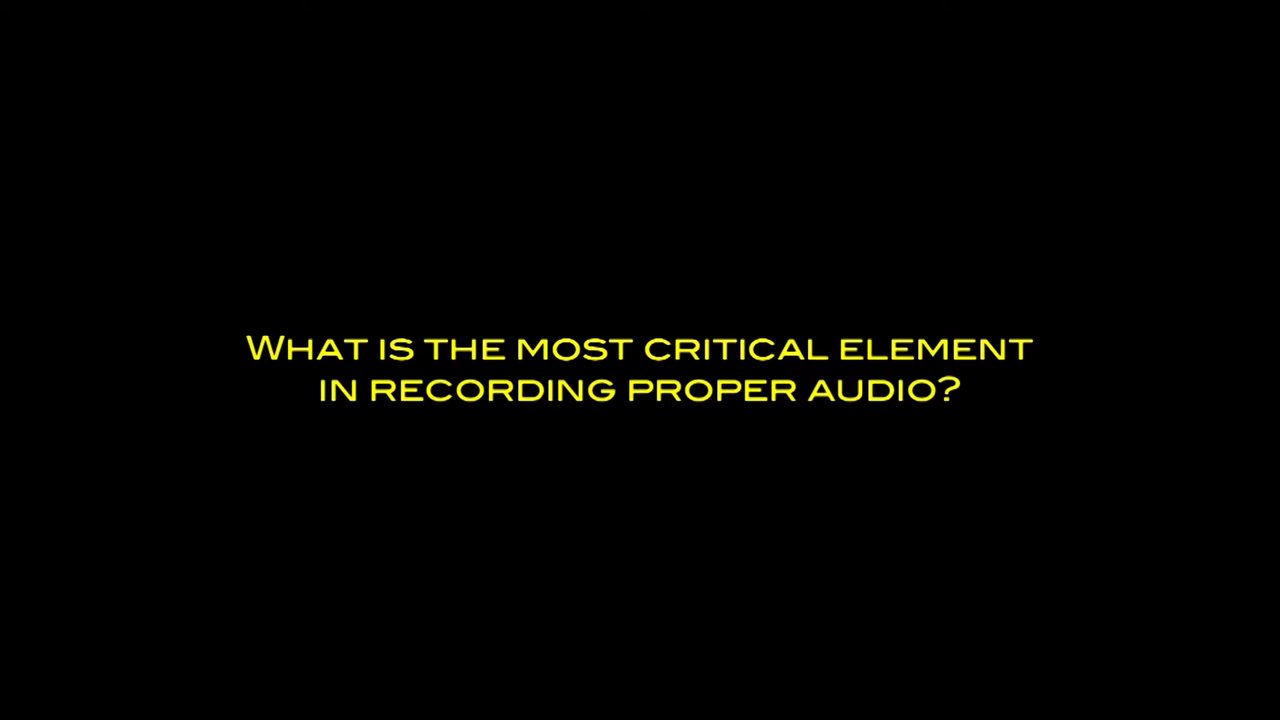 What is the most critical element
in recording proper audio?